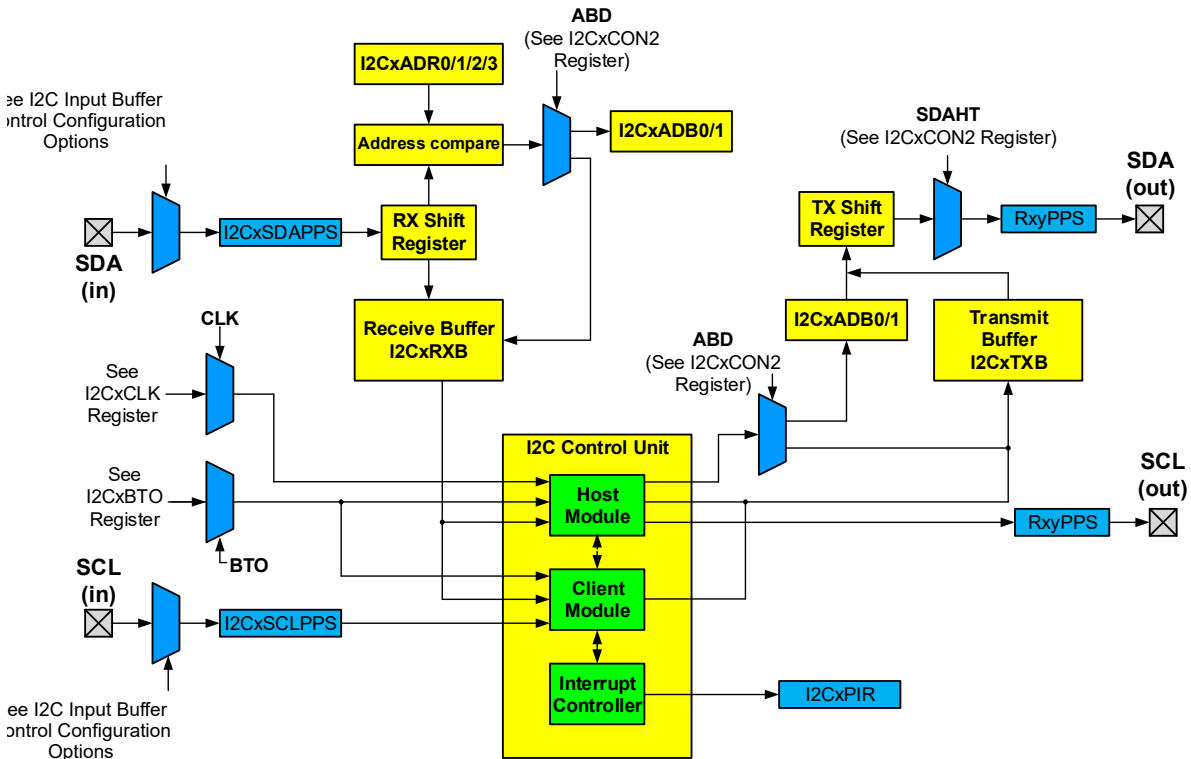 ABD
(See I2CxCON2
Register)
I2CxADR0/1/2/3
ee I2C Input Buffer
ontrol Configuration
Options
Address compare
I2CxADB0/1
SDAHT
(See I2CxCON2 Register)
SDA
(out)
I2CxSDAPPS
RX Shift
Register
TX Shift
Register
RxyPPS
SDA
(in)
Receive Buffer
I2CxRXB
I2CxADB0/1
Transmit
Buffer
I2CxTXB
CLK
ABD
(See I2CxCON2
Register)
See
I2CxCLK
Register
I2C Control Unit
See
I2CxBTO
Register
Host
Module
SCL
(out)
RxyPPS
BTO
SCL
(in)
Client
Module
I2CxSCLPPS
Interrupt
Controller
I2CxPIR
ee I2C Input Buffer
ontrol Configuration
Options